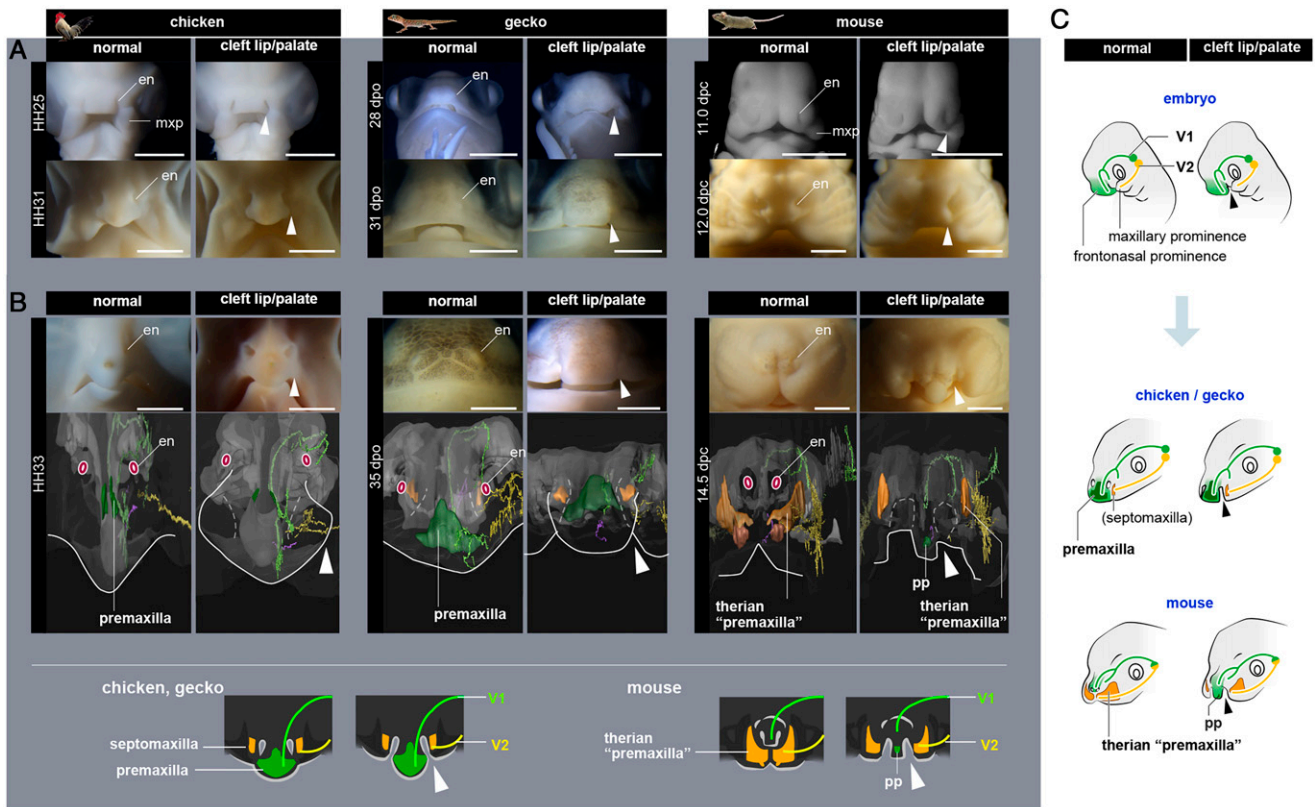 chicken
gecko
mouse
C
normal
cleft lip/palate
normal
cleft lip/palate
normal
cleft lip/palate
normal
cleft lip/palate
A
HH25
en
mxp
28 dpo
en
11.0 dpc
en
mxp
embryo
V1
V2
maxillary prominence
frontonasal prominence
HH31
en
31 dpo
en
12.0 dpc
en
B
normal
cleft lip/palate
normal
cleft lip/palate
normal
cleft lip/palate
en
en
en
HH33
en
premaxilla
35 dpo
en
premaxilla
14.5 dpc
en
therian
"premaxilla"
pp
therian
"premaxilla"
chicken / gecko
(septomaxilla)
premaxilla
mouse
pp
therian "premaxilla"
chicken, gecko
V1
septomaxilla
V2
premaxilla
mouse
V1
therian
"premaxilla"
V2
pp